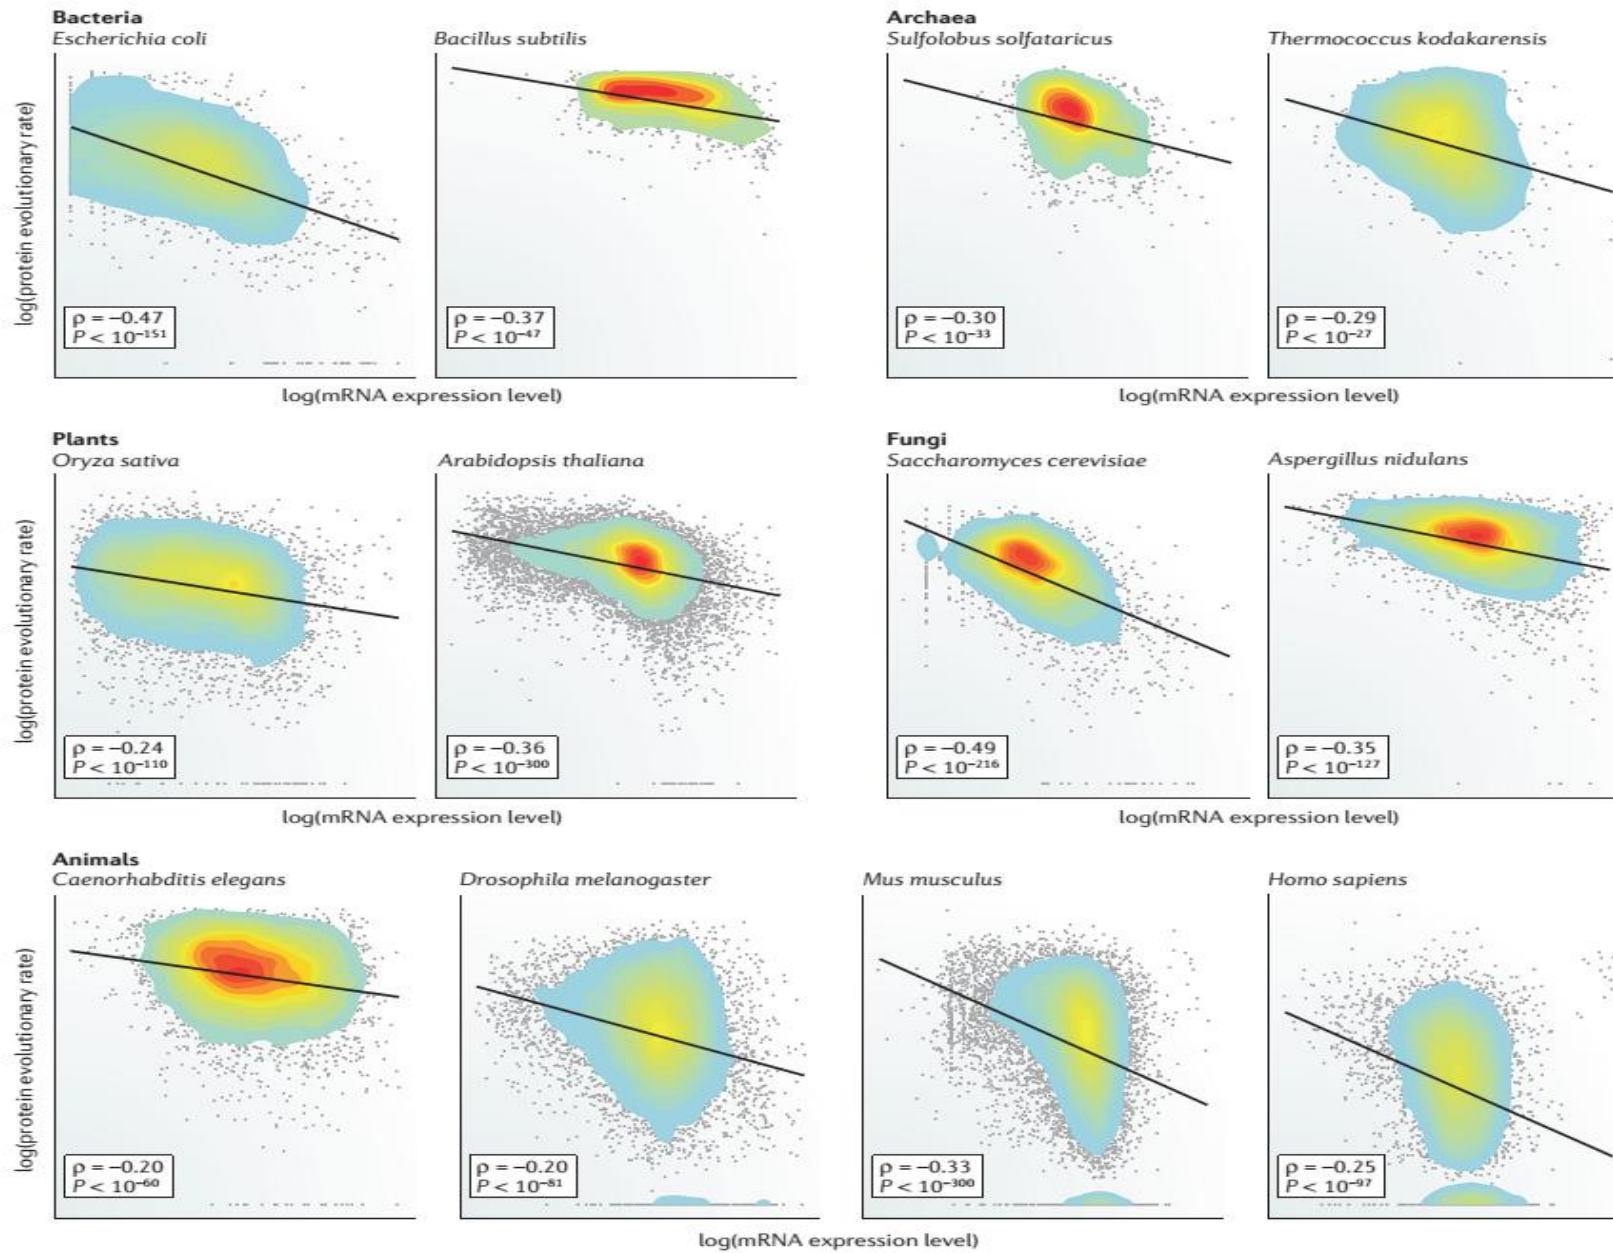 Bacteria
Escherichia coli
Bacillus subtilis
Archaea
Sulfolobus solfataricus
Thermococcus kodakarensis
log(protein evolutionary rate)
ρ = −0.47
P < 10⁻¹⁵¹
ρ = −0.37
P < 10⁻⁴⁷
ρ = −0.30
P < 10⁻³³
ρ = −0.29
P < 10⁻²⁷
log(mRNA expression level)
log(mRNA expression level)
Plants
Oryza sativa
Arabidopsis thaliana
Fungi
Saccharomyces cerevisiae
Aspergillus nidulans
log(protein evolutionary rate)
ρ = −0.24
P < 10⁻¹¹⁰
ρ = −0.36
P < 10⁻³⁰⁰
ρ = −0.49
P < 10⁻²¹⁶
ρ = −0.35
P < 10⁻¹²⁷
log(mRNA expression level)
log(mRNA expression level)
Animals
Caenorhabditis elegans
Drosophila melanogaster
Mus musculus
Homo sapiens
log(protein evolutionary rate)
ρ = −0.20
P < 10⁻⁶⁰
ρ = −0.20
P < 10⁻⁸¹
ρ = −0.33
P < 10⁻³⁰⁰
ρ = −0.25
P < 10⁻⁹⁷
log(mRNA expression level)